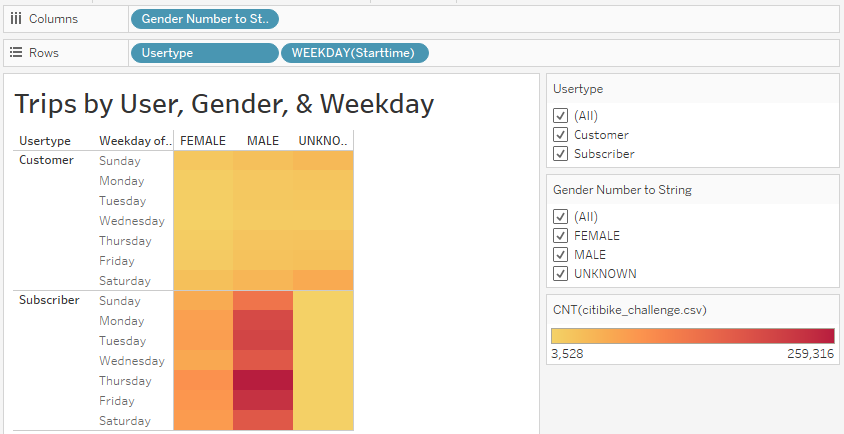 Columns
Gender Number to St..
Rows
Usertype WEEKDAY(Starttime)
Trips by User, Gender, & Weekday
Usertype Weekday of.. FEMALE MALE UNKNO..
Customer Sunday
Monday
Tuesday
Wednesday
Thursday
Friday
Saturday
Subscriber Sunday
Monday
Tuesday
Wednesday
Thursday
Friday
Saturday
Usertype
(All)
Customer
Subscriber
Gender Number to String
(All)
FEMALE
MALE
UNKNOWN
CNT(citibike_challenge.csv)
3,528 259,316